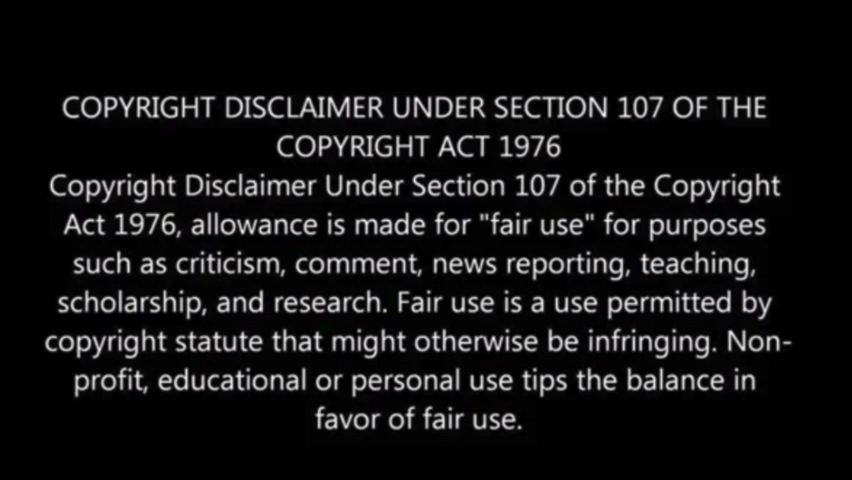 COPYRIGHT DISCLAIMER UNDER SECTION 107 OF THE
COPYRIGHT ACT 1976
Copyright Disclaimer Under Section 107 of the Copyright
Act 1976, allowance is made for "fair use" for purposes
such as criticism, comment, news reporting, teaching,
scholarship, and research. Fair use is a use permitted by
copyright statute that might otherwise be infringing. Non-
profit, educational or personal use tips the balance in
favor of fair use.